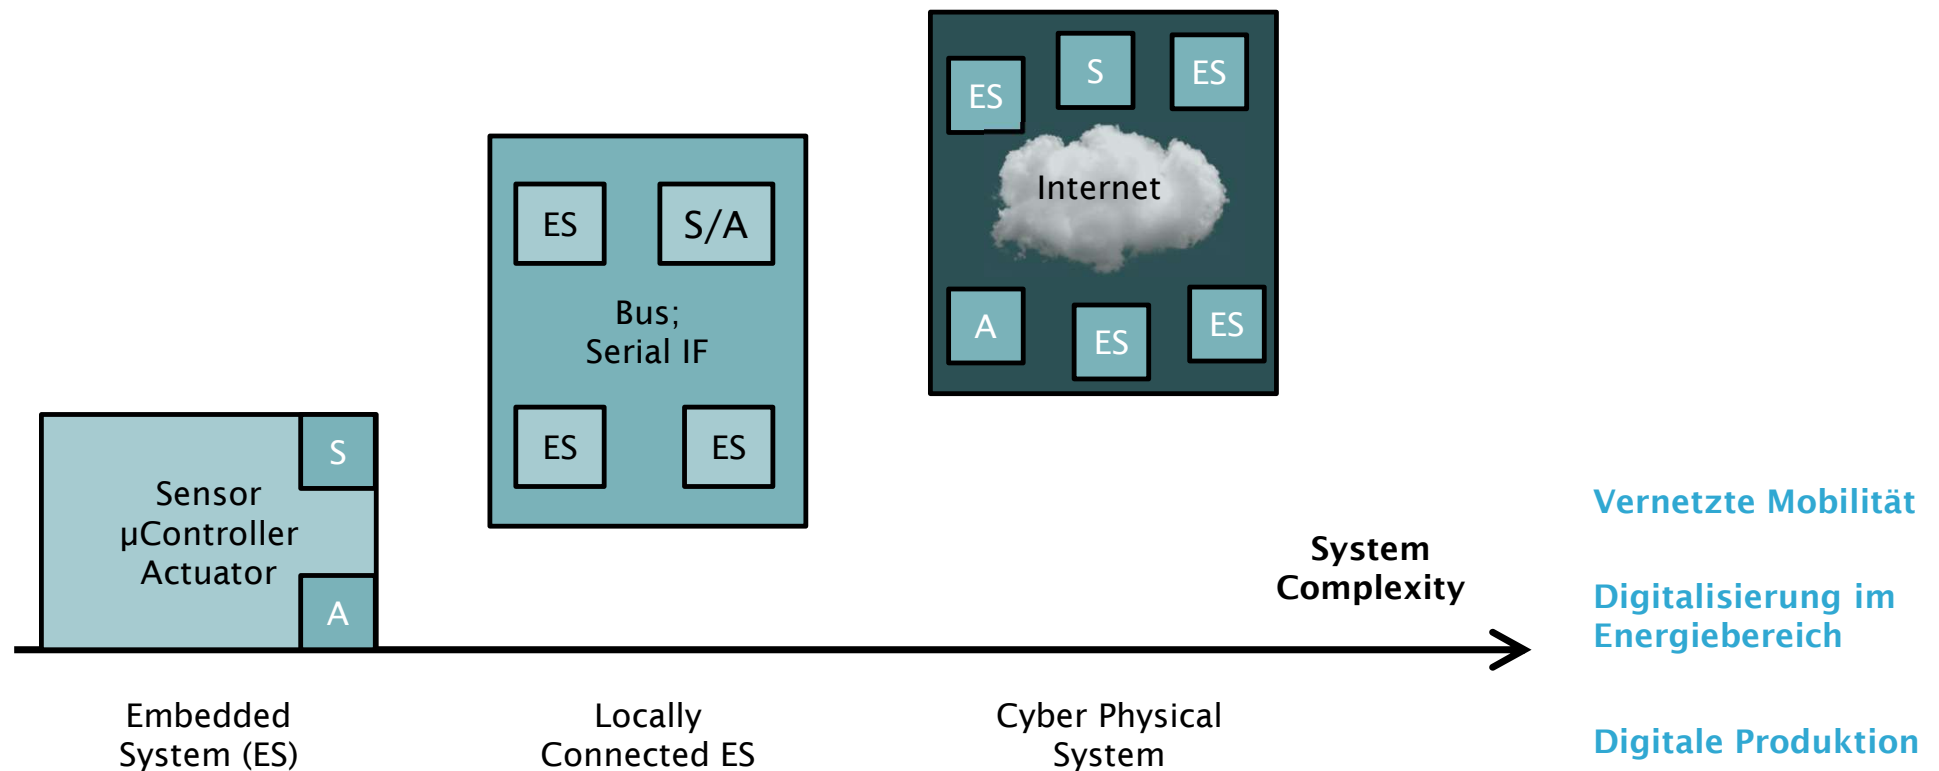 ES
S
ES
Internet
A
ES
ES
ES
S/A
Bus;
Serial IF
ES
ES
S
Sensor
µController
Actuator
A
System
Complexity
Embedded
System (ES)
Locally
Connected ES
Cyber Physical
System
Vernetzte Mobilität
Digitalisierung im
Energiebereich
Digitale Produktion